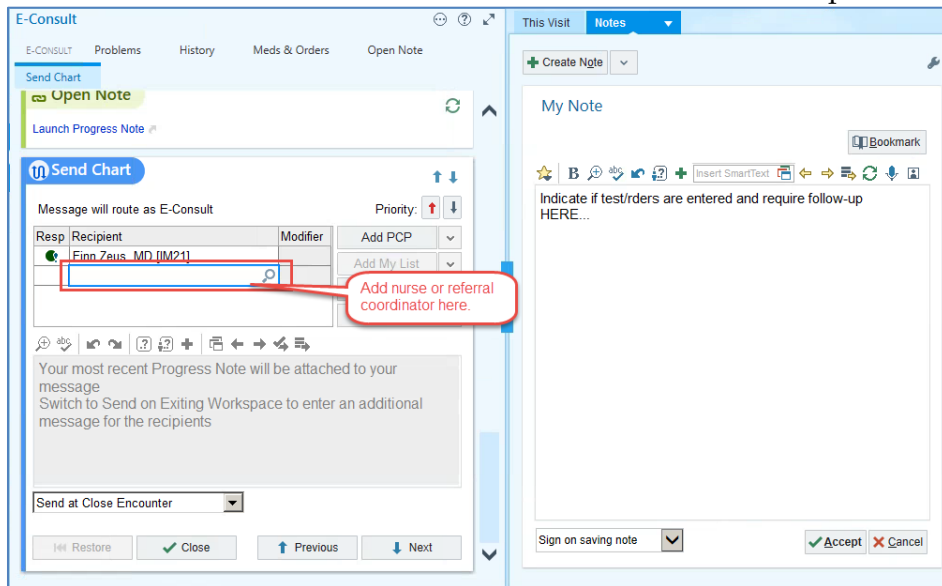 E-Consult
E-CONSULT Problems History Meds & Orders Open Note
Send Chart
Open Note
Launch Progress Note
Send Chart
Message will route as E-Consult Priority:
Resp Recipient Modifier Add PCP
Finn Zeus, MD [IM21] Add My List
Add nurse or referral
coordinator here.
Your most recent Progress Note will be attached to your
message
Switch to Send on Exiting Workspace to enter an additional
message for the recipients
Send at Close Encounter
Restore Close Previous Next
This Visit Notes
Create Note
My Note
Bookmark
B abc Insert SmartText
Indicate if test/rders are entered and require follow-up
HERE...
Sign on saving note Accept Cancel